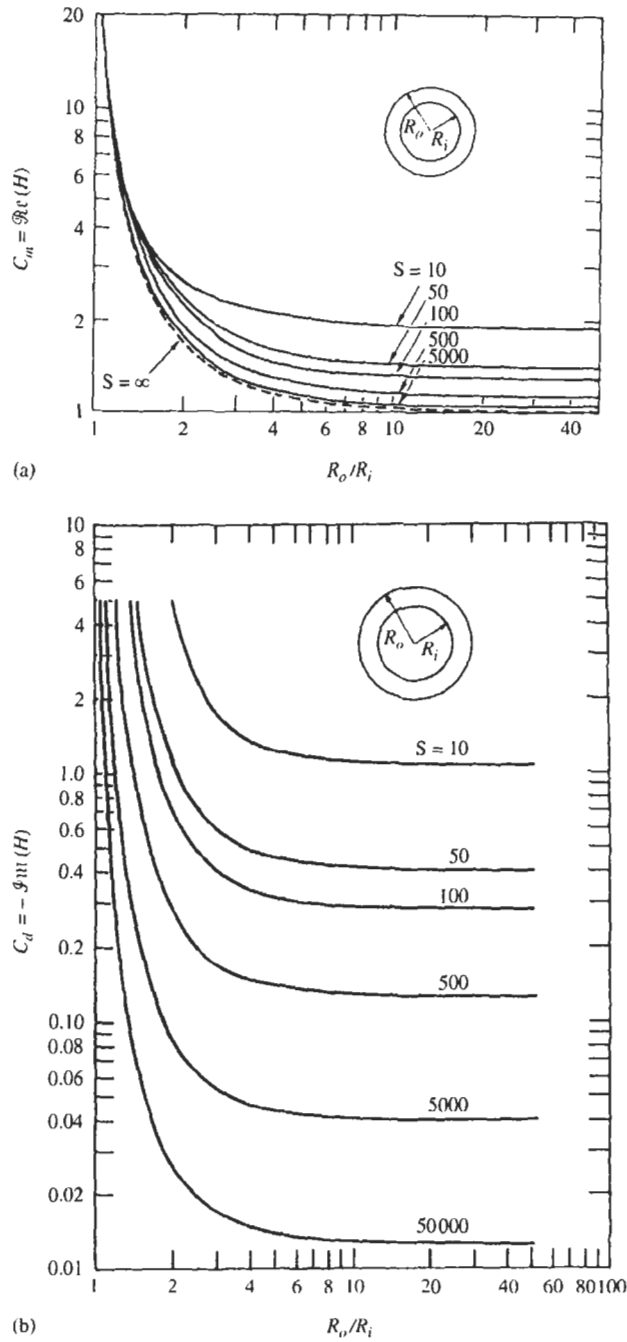 20
10
8
6
4
2
1
C_m = ℜe (H)
R_o
R_i
S = 10
50
100
500
5000
S = ∞
1 2 4 6 8 10 20 40
(a)
R_o/R_i
10
8
6
4
2
1.0
0.8
0.6
0.4
0.2
0.10
0.08
0.06
0.04
0.02
0.01
C_d = − ℐm (H)
R_o
R_i
S = 10
50
100
500
5000
50000
1 2 4 6 8 10 20 40 60 80 100
(b)
R_o/R_i